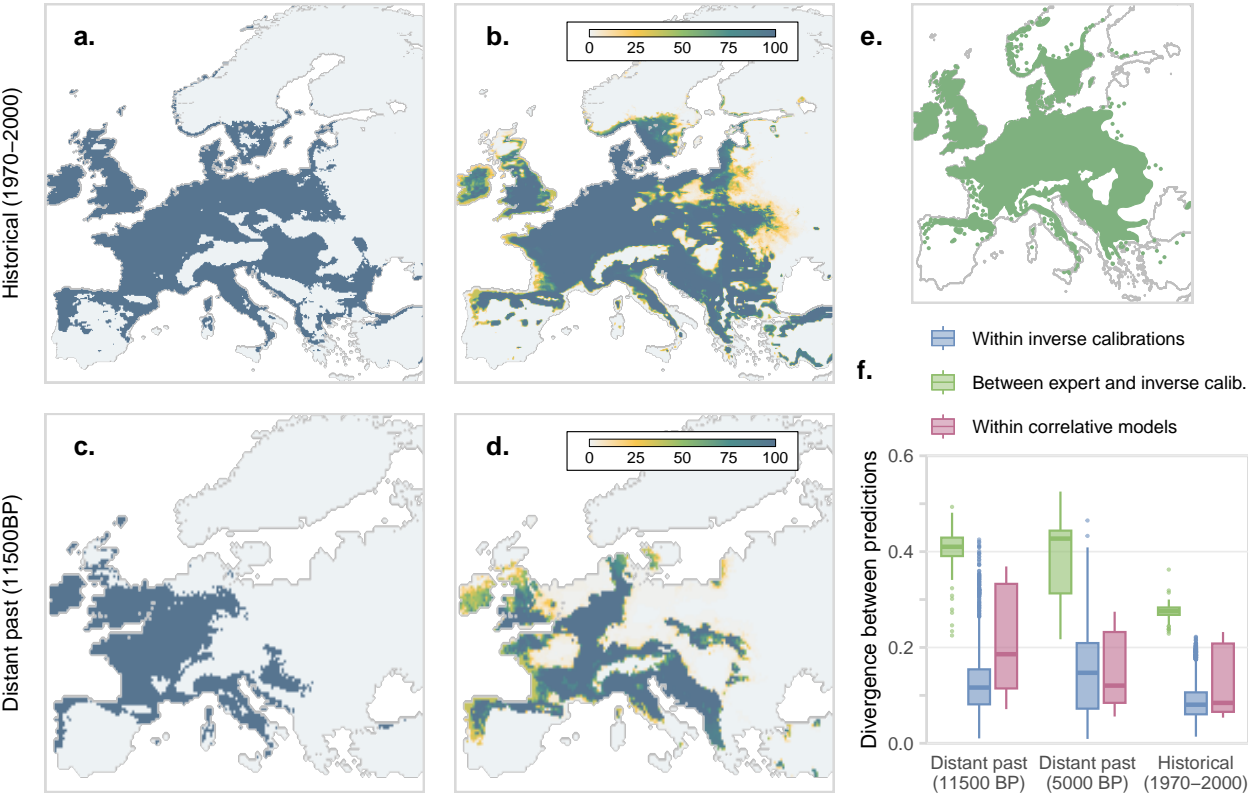 a.
b.
0 25 50 75 100
e.
Historical (1970−2000)
Within inverse calibrations
f.
Between expert and inverse calib.
Within correlative models
c.
d.
0 25 50 75 100
Distant past (11500BP)
Divergence between predictions
0.6
0.4
0.2
0.0
Distant past
(11500 BP)
Distant past
(5000 BP)
Historical
(1970−2000)